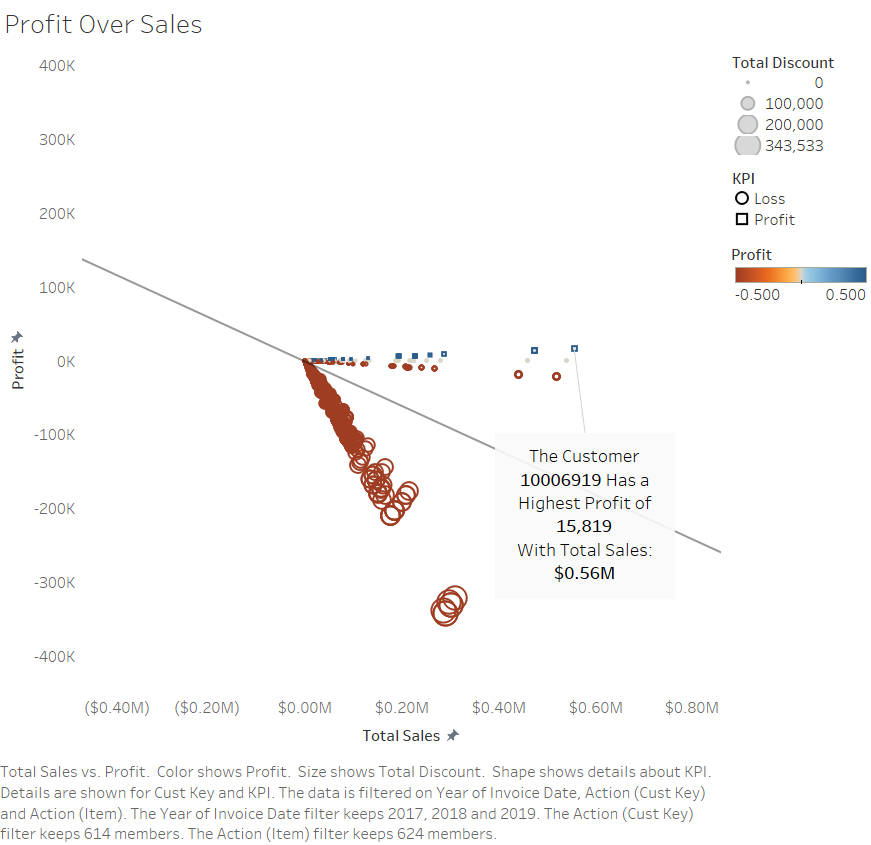 Profit Over Sales
400K
300K
200K
100K
0K
-100K
-200K
-300K
-400K
Profit
($0.40M) ($0.20M) $0.00M $0.20M $0.40M $0.60M $0.80M
Total Sales
The Customer
10006919 Has a
Highest Profit of
15,819
With Total Sales:
$0.56M
Total Discount
0
100,000
200,000
343,533
KPI
Loss
Profit
Profit
-0.500 0.500
Total Sales vs. Profit. Color shows Profit. Size shows Total Discount. Shape shows details about KPI.
Details are shown for Cust Key and KPI. The data is filtered on Year of Invoice Date, Action (Cust Key)
and Action (Item). The Year of Invoice Date filter keeps 2017, 2018 and 2019. The Action (Cust Key)
filter keeps 614 members. The Action (Item) filter keeps 624 members.